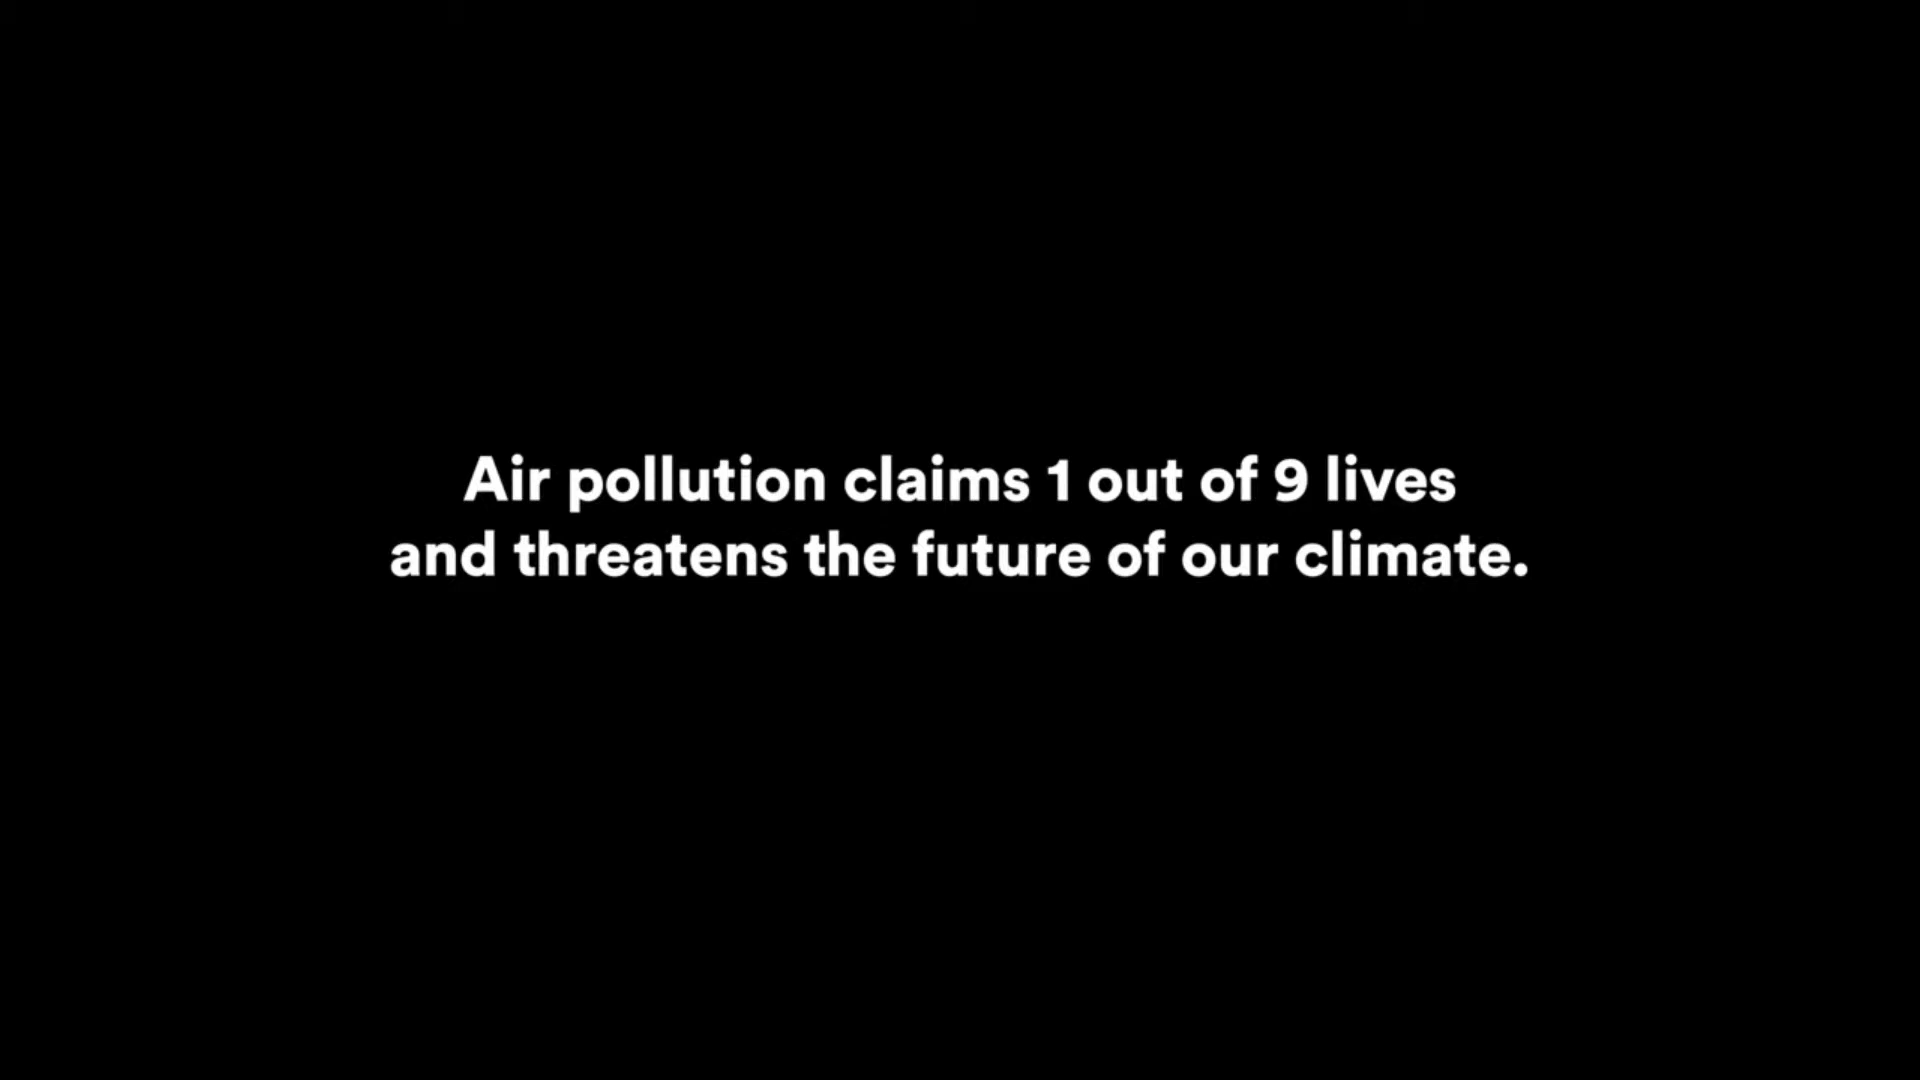 Air pollution claims 1 out of 9 lives
and threatens the future of our climate.